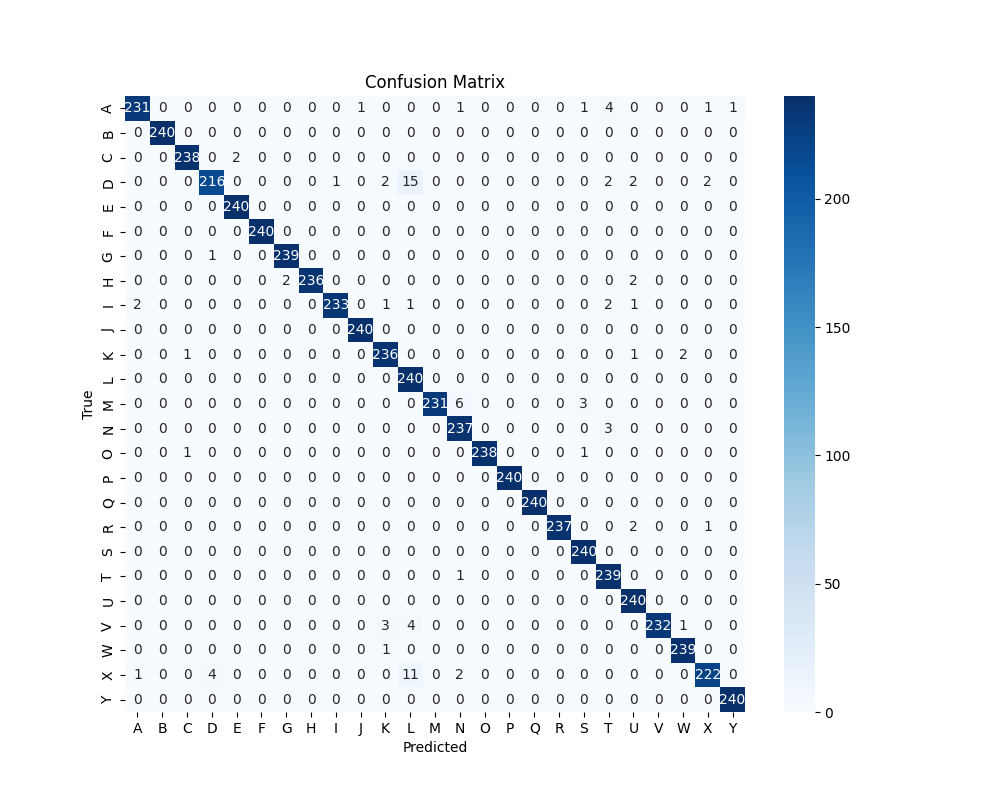 Confusion Matrix
A 231 0 0 0 0 0 0 0 0 1 0 0 0 1 0 0 0 0 1 4 0 0 0 1 1
B 0 240 0 0 0 0 0 0 0 0 0 0 0 0 0 0 0 0 0 0 0 0 0 0 0
C 0 0 238 0 2 0 0 0 0 0 0 0 0 0 0 0 0 0 0 0 0 0 0 0 0
D 0 0 0 216 0 0 0 0 1 0 2 15 0 0 0 0 0 0 0 2 2 0 0 2 0
E 0 0 0 0 240 0 0 0 0 0 0 0 0 0 0 0 0 0 0 0 0 0 0 0 0
F 0 0 0 0 0 240 0 0 0 0 0 0 0 0 0 0 0 0 0 0 0 0 0 0 0
G 0 0 0 1 0 0 239 0 0 0 0 0 0 0 0 0 0 0 0 0 0 0 0 0 0
H 0 0 0 0 0 0 2 236 0 0 0 0 0 0 0 0 0 0 0 0 2 0 0 0 0
I 2 0 0 0 0 0 0 0 233 0 1 1 0 0 0 0 0 0 0 2 1 0 0 0 0
J 0 0 0 0 0 0 0 0 0 240 0 0 0 0 0 0 0 0 0 0 0 0 0 0 0
K 0 0 1 0 0 0 0 0 0 0 236 0 0 0 0 0 0 0 0 0 1 0 2 0 0
L 0 0 0 0 0 0 0 0 0 0 0 240 0 0 0 0 0 0 0 0 0 0 0 0 0
M 0 0 0 0 0 0 0 0 0 0 0 0 231 6 0 0 0 0 3 0 0 0 0 0 0
N 0 0 0 0 0 0 0 0 0 0 0 0 0 237 0 0 0 0 0 3 0 0 0 0 0
O 0 0 1 0 0 0 0 0 0 0 0 0 0 0 238 0 0 0 1 0 0 0 0 0 0
P 0 0 0 0 0 0 0 0 0 0 0 0 0 0 0 240 0 0 0 0 0 0 0 0 0
Q 0 0 0 0 0 0 0 0 0 0 0 0 0 0 0 0 240 0 0 0 0 0 0 0 0
R 0 0 0 0 0 0 0 0 0 0 0 0 0 0 0 0 0 237 0 0 2 0 0 1 0
S 0 0 0 0 0 0 0 0 0 0 0 0 0 0 0 0 0 0 240 0 0 0 0 0 0
T 0 0 0 0 0 0 0 0 0 0 0 0 0 1 0 0 0 0 0 239 0 0 0 0 0
U 0 0 0 0 0 0 0 0 0 0 0 0 0 0 0 0 0 0 0 0 240 0 0 0 0
V 0 0 0 0 0 0 0 0 0 0 3 4 0 0 0 0 0 0 0 0 0 232 1 0 0
W 0 0 0 0 0 0 0 0 0 0 1 0 0 0 0 0 0 0 0 0 0 0 239 0 0
X 1 0 0 4 0 0 0 0 0 0 0 11 0 2 0 0 0 0 0 0 0 0 0 222 0
Y 0 0 0 0 0 0 0 0 0 0 0 0 0 0 0 0 0 0 0 0 0 0 0 0 240
A B C D E F G H I J K L M N O P Q R S T U V W X Y
Predicted
True
200
150
100
50
0